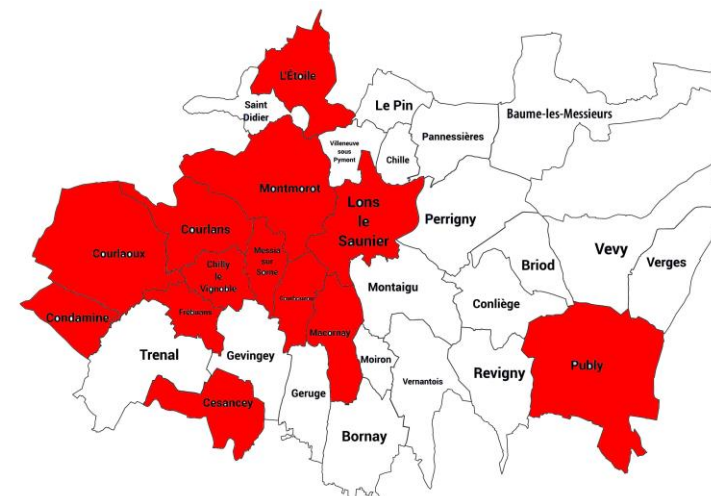 L'Étoile
Saint
Didier
Le Pin
Baume-les-Messieurs
Pannessières
Villeneuve
sous
Pyment
Chille
Montmorot
Lons
le
Saunier
Perrigny
Courlans
Messia
sur
Sorne
Courlaoux
Chilly
le
Vignoble
Vevy
Briod
Verges
Montaigu
Conliège
Condamine
Frébuans
Macornay
Trenal
Gevingey
Moiron
Publy
Revigny
Vernantois
Geruge
Cesancey
Bornay